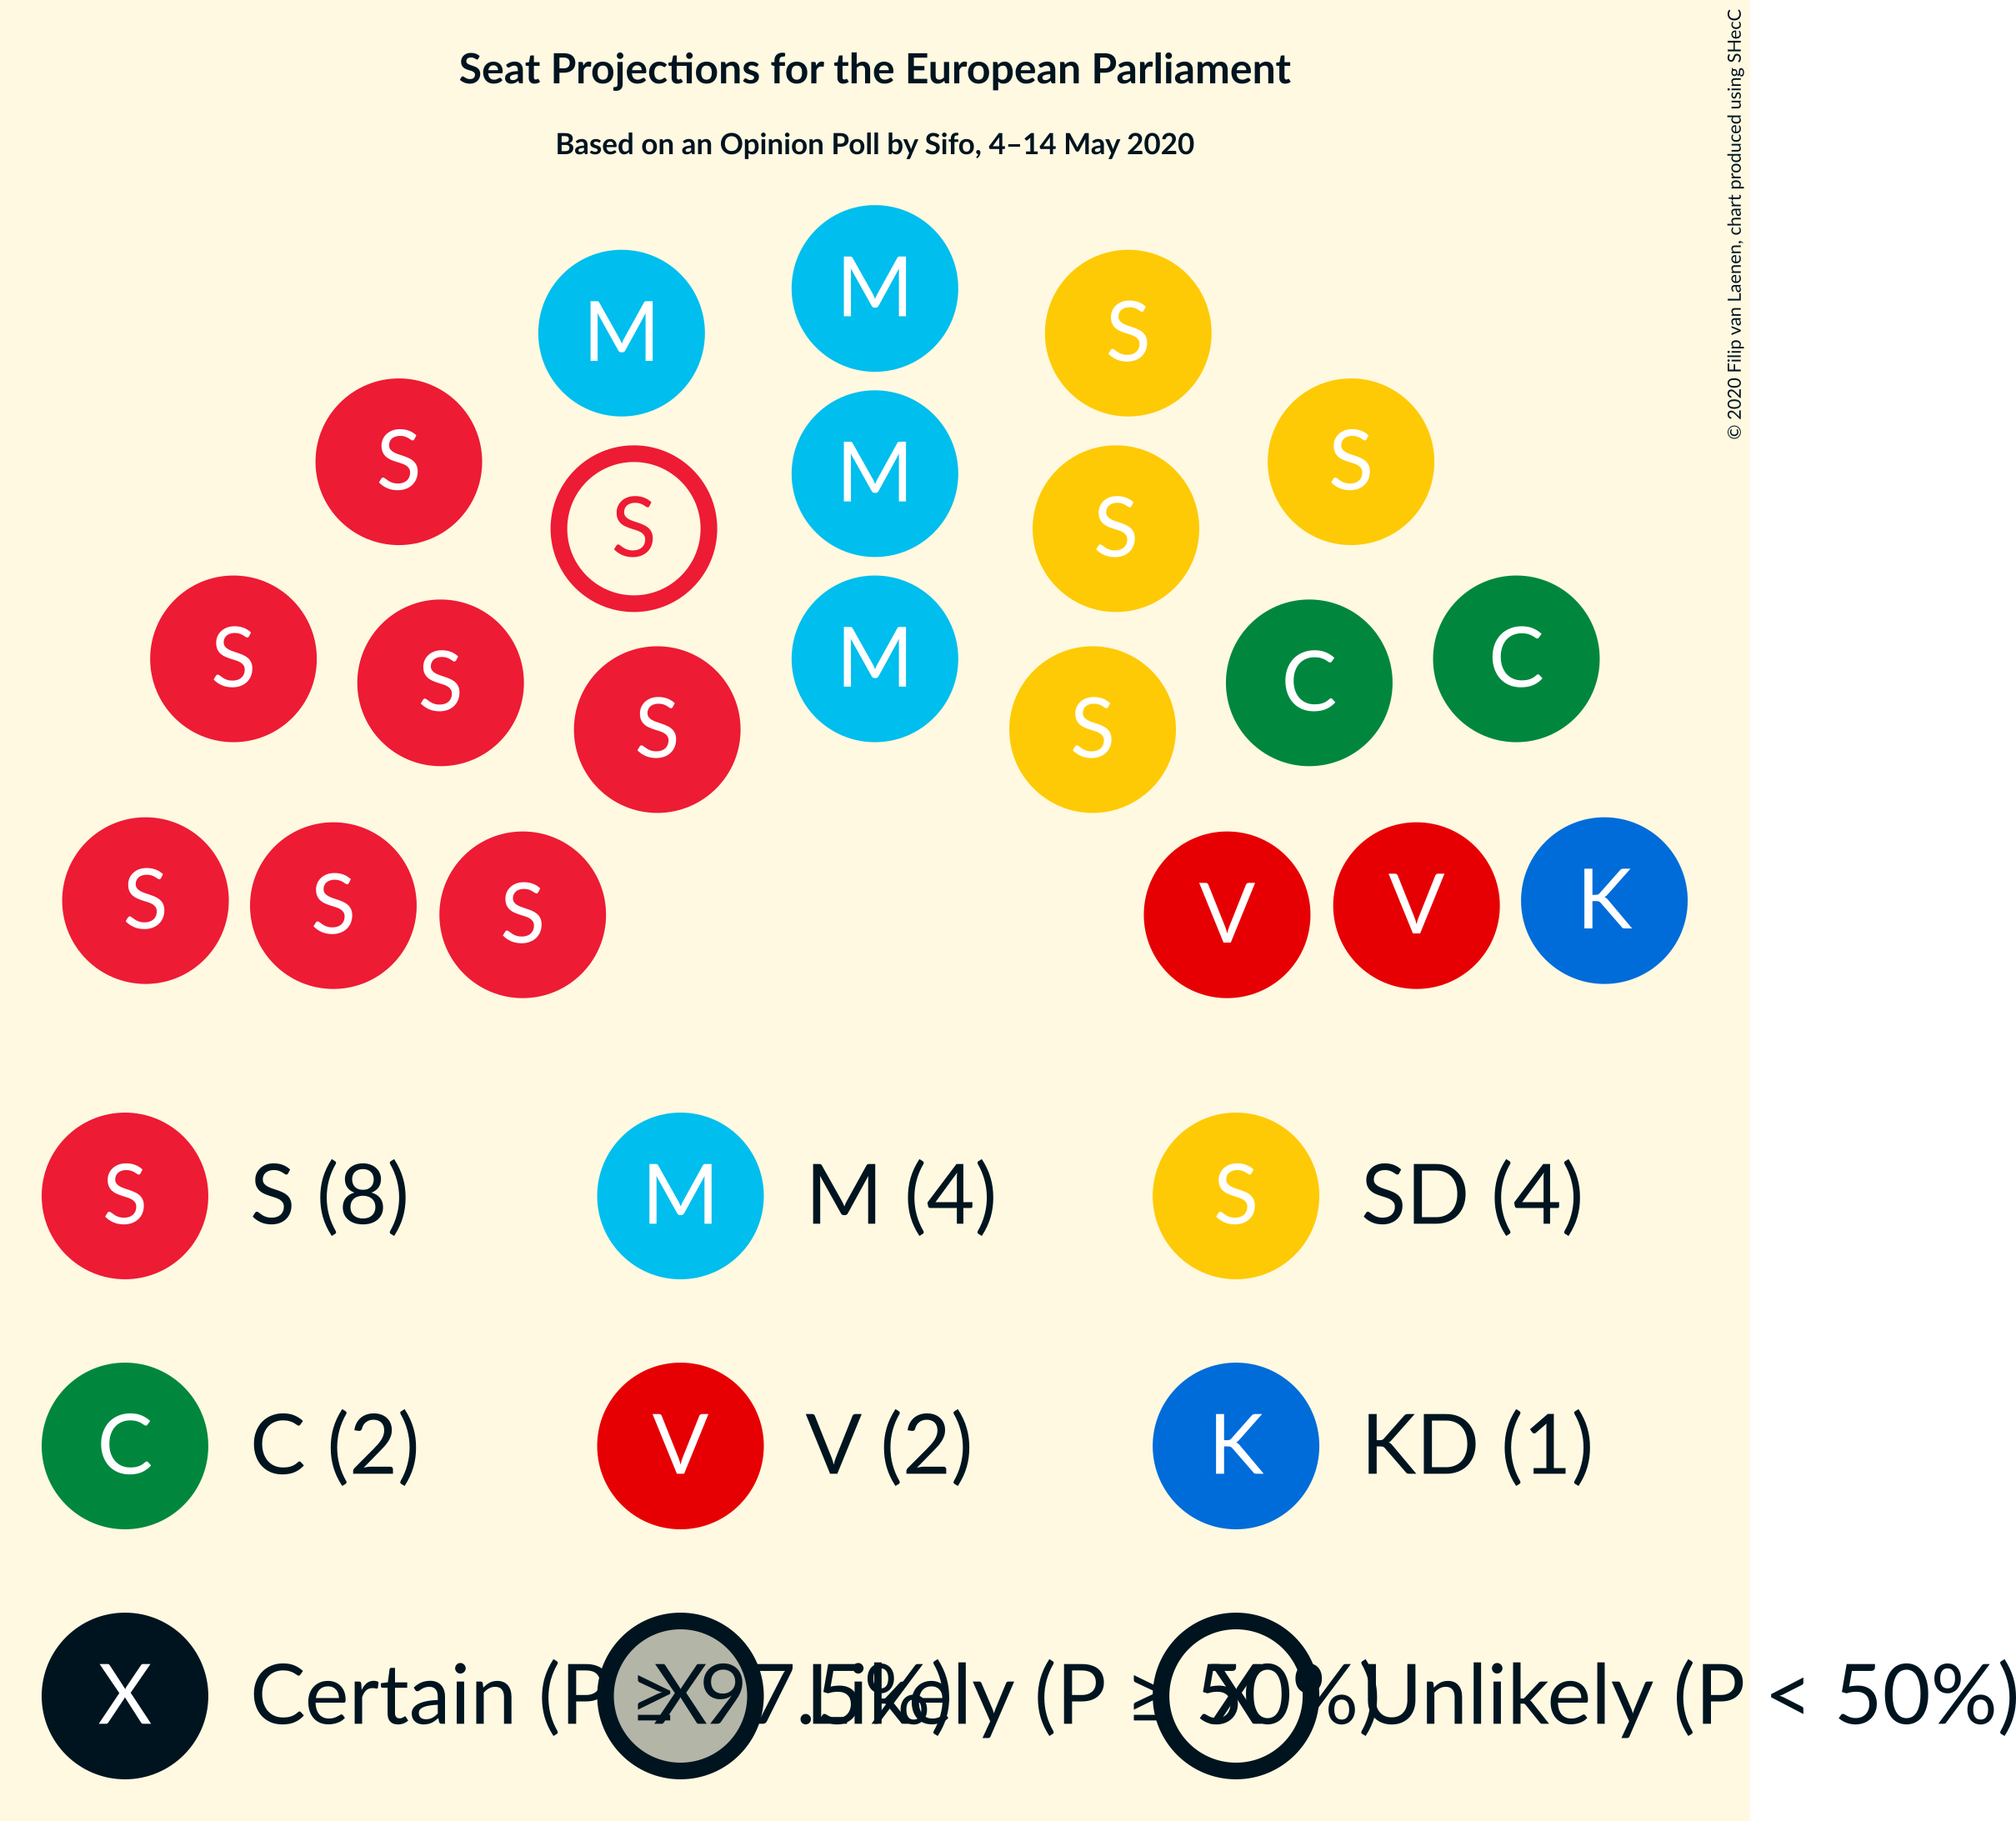 Seat Projections for the European Parliament
Based on an Opinion Poll by Sifo, 4–14 May 2020
© 2020 Filip van Laenen, chart produced using SHecC
M
M
S
S
M
S
S
S
S
M
C
C
S
S
S
S
S
S
S
V
V
K
S S (8) M M (4) S SD (4)
C C (2) V V (2) K KD (1)
X Certain (P ≥ 97.5%) X Likely (P ≥ 50%) X Unlikely (P < 50%)